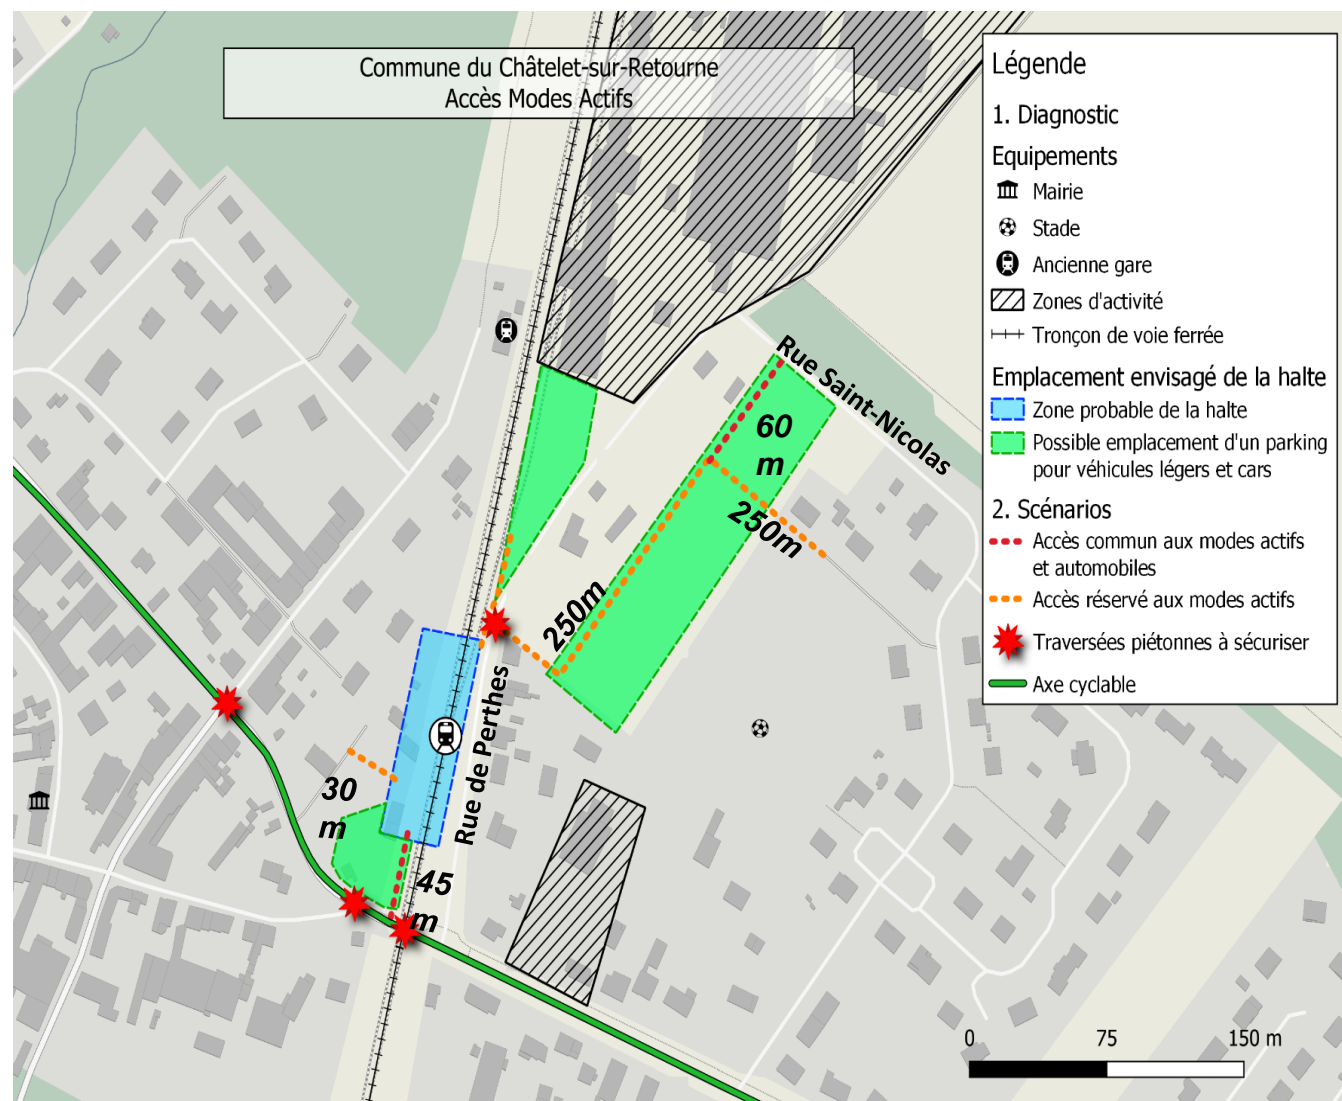 Commune du Châtelet-sur-Retourne
Accès Modes Actifs
Légende
1. Diagnostic
Equipements
Mairie
Stade
Ancienne gare
Zones d'activité
Tronçon de voie ferrée
Emplacement envisagé de la halte
Zone probable de la halte
Possible emplacement d'un parking
pour véhicules légers et cars
2. Scénarios
Accès commun aux modes actifs
et automobiles
Accès réservé aux modes actifs
Traversées piétonnes à sécuriser
Axe cyclable
Rue Saint-Nicolas
60
m
250m
250m
Rue de Perthes
30
m
45
m
0 75 150 m